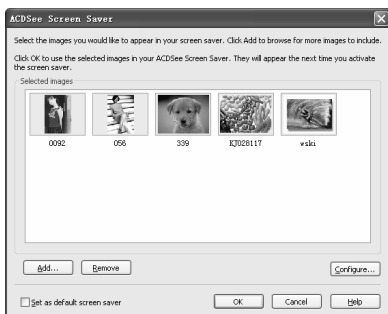 ACDSee Screen Saver
Select the images you would like to appear in your screen saver. Click Add to browse for more images to include.
Click OK to use the selected images in your ACDSee Screen Saver. They will appear the next time you activate
the screen saver.
Selected images
0092 056 339 KJ028117 wski
Add... Remove Configure...
Set as default screen saver OK Cancel Help